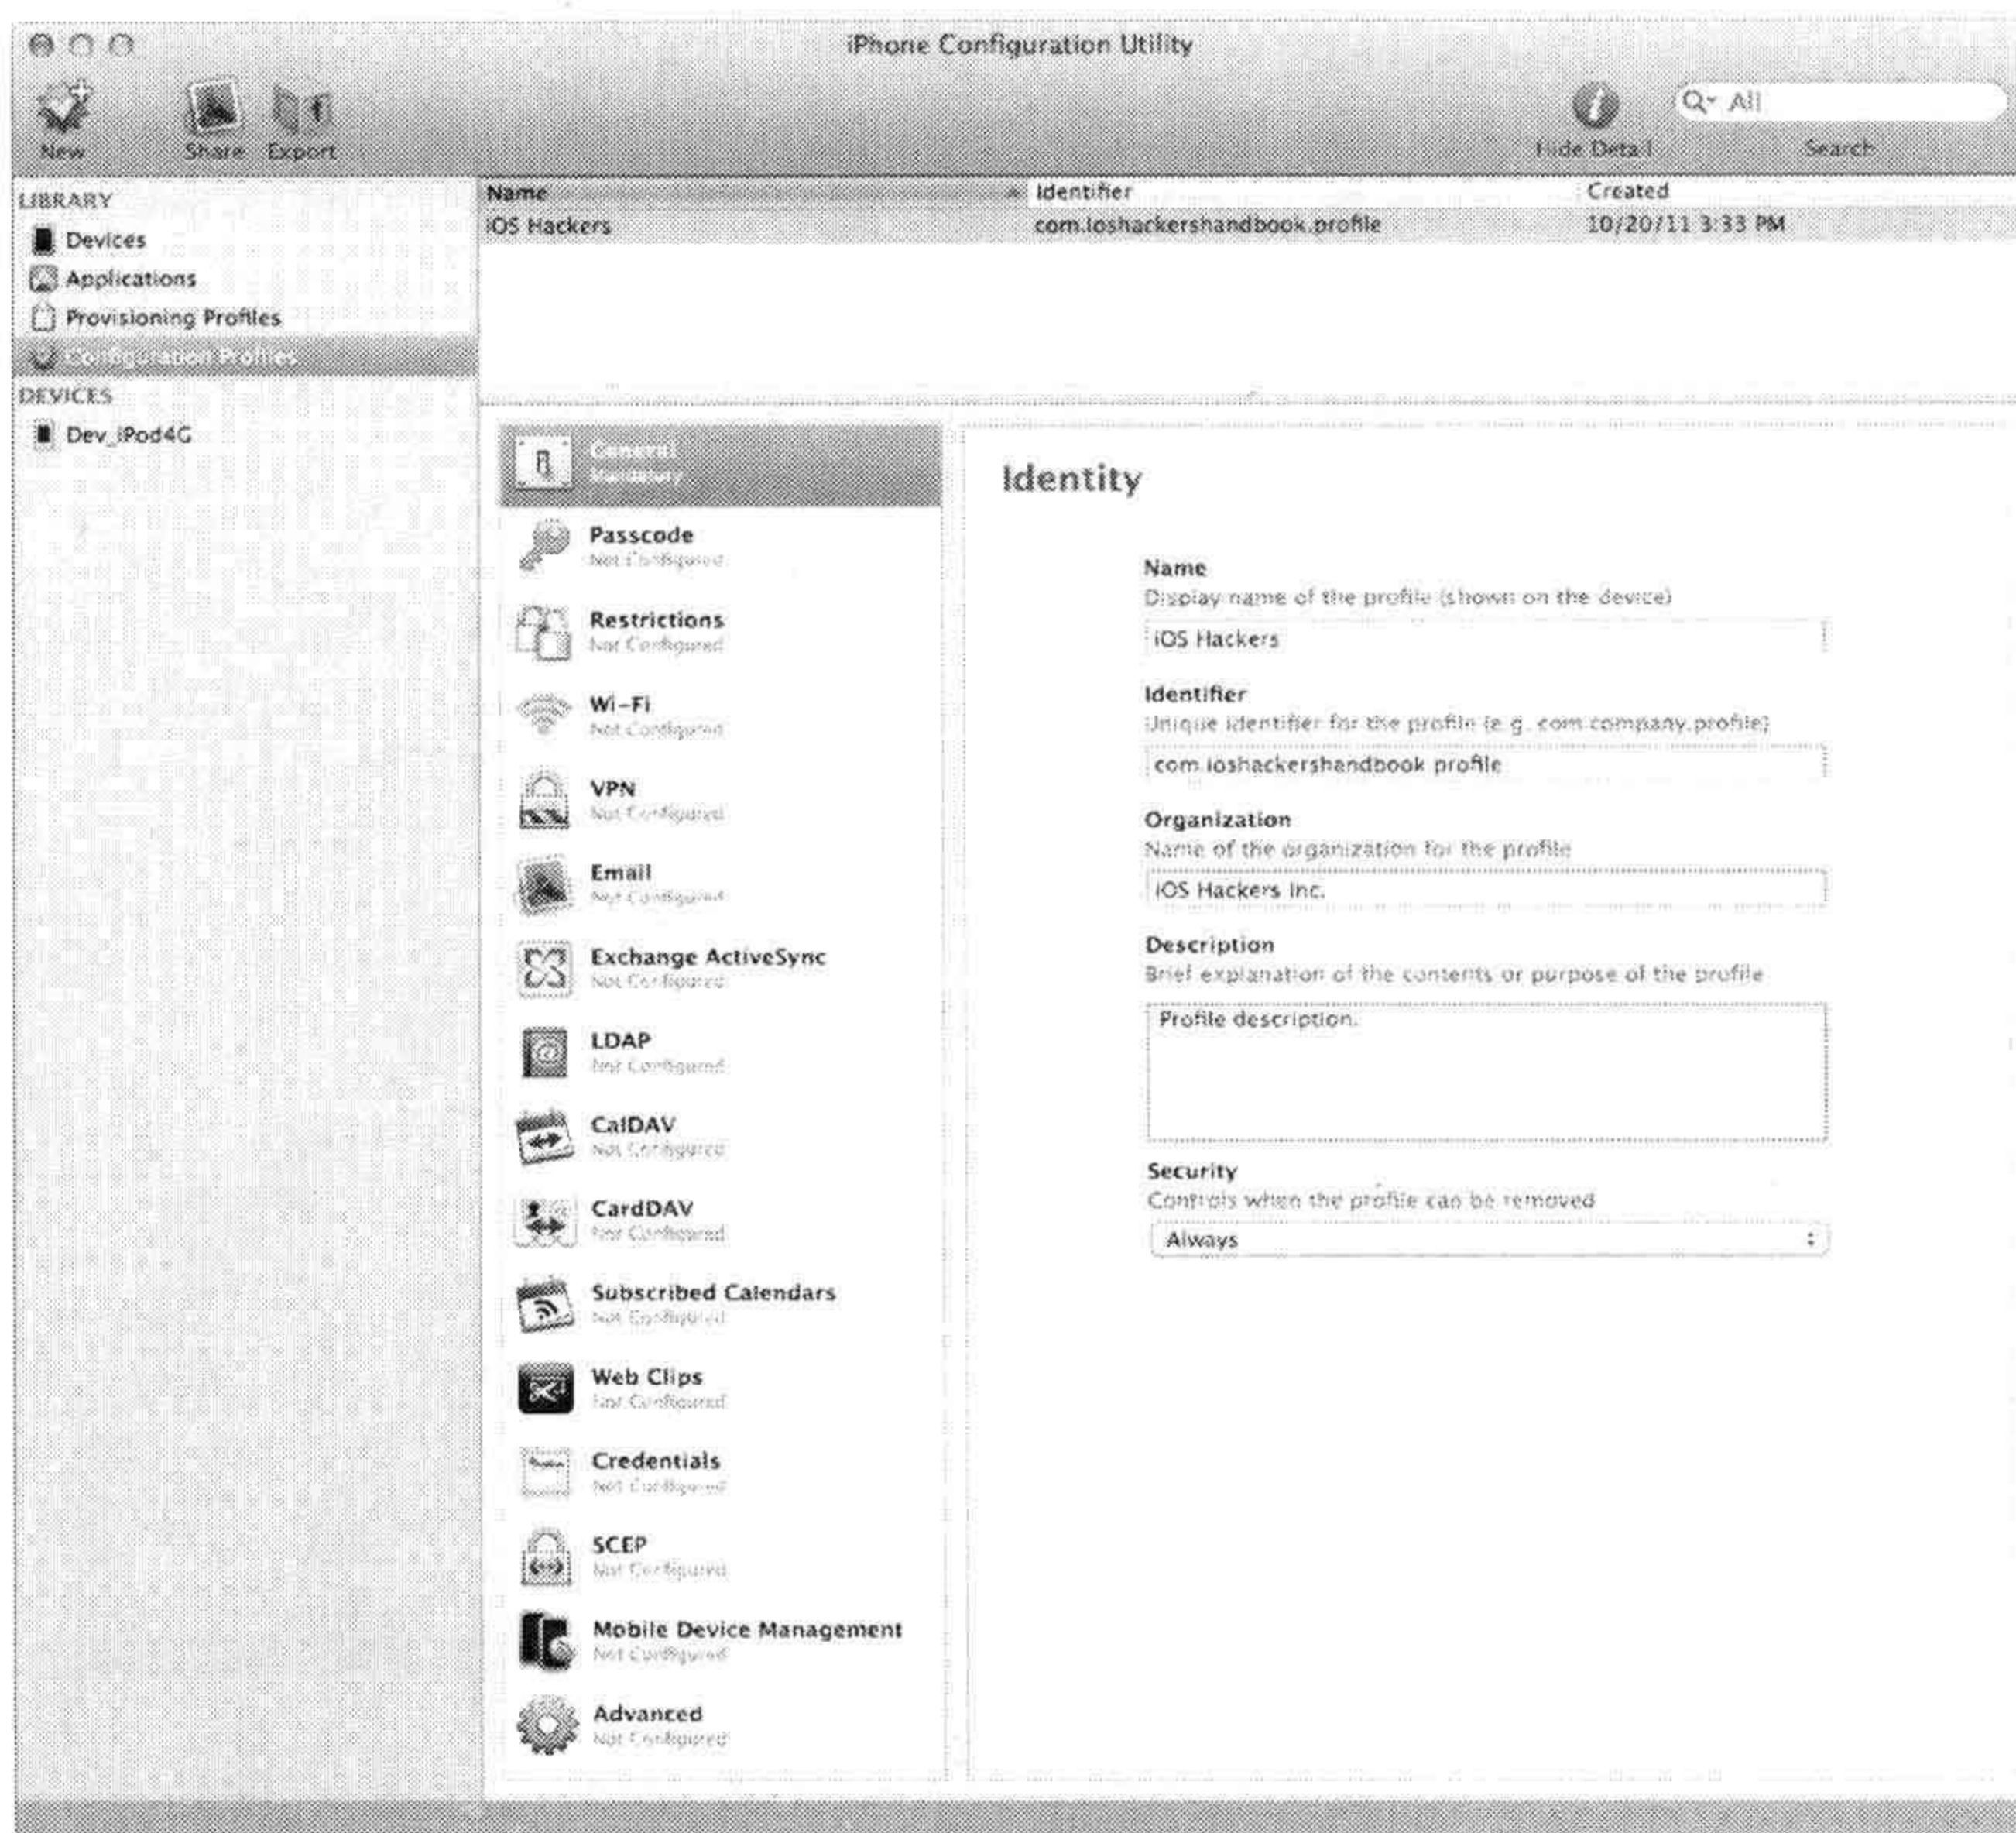 iPhone Configuration Utility
New Share Export Hide Detail Q All Search
LIBRARY
Devices
Applications
Provisioning Profiles
Configuration Profiles
DEVICES
Dev_iPod4G
Name Identifier Created
iOS Hackers com.ioshackershandbook.profile 10/20/11 3:33 PM
General
Mandatory
Passcode
Not Configured
Restrictions
Not Configured
Wi-Fi
Not Configured
VPN
Not Configured
Email
Not Configured
Exchange ActiveSync
Not Configured
LDAP
Not Configured
CalDAV
Not Configured
CardDAV
Not Configured
Subscribed Calendars
Not Configured
Web Clips
Not Configured
Credentials
Not Configured
SCEP
Not Configured
Mobile Device Management
Not Configured
Advanced
Not Configured
Identity
Name
Display name of the profile (shown on the device)
iOS Hackers
Identifier
Unique identifier for the profile (e.g. com.company.profile)
com.ioshackershandbook.profile
Organization
Name of the organization for the profile
iOS Hackers Inc.
Description
Brief explanation of the contents or purpose of the profile
Profile description.
Security
Controls when the profile can be removed
Always